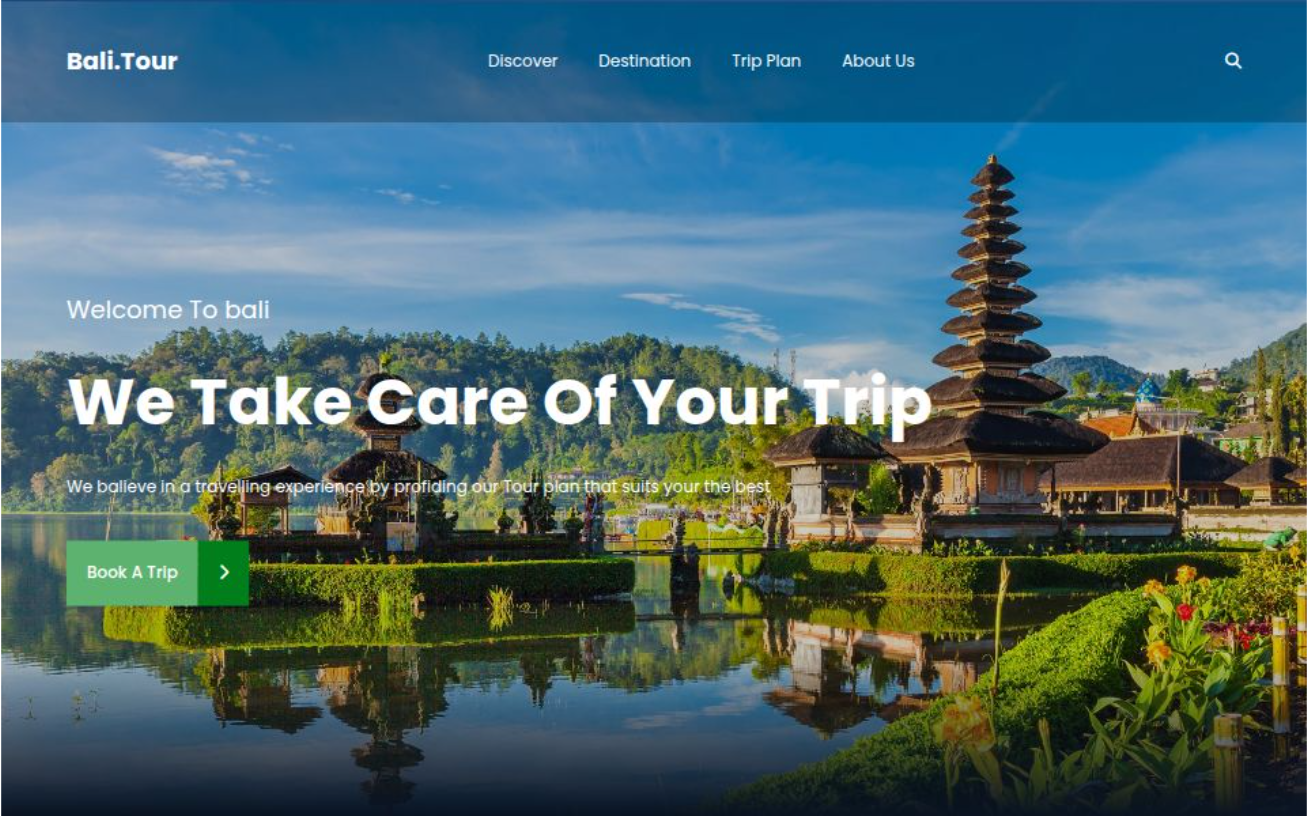 Bali.Tour
Discover
Destination
Trip Plan
About Us
Welcome To bali
We Take Care Of Your Trip
We balleve in a travelling experience by profiding our Tour plan that suits your the best
Book A Trip